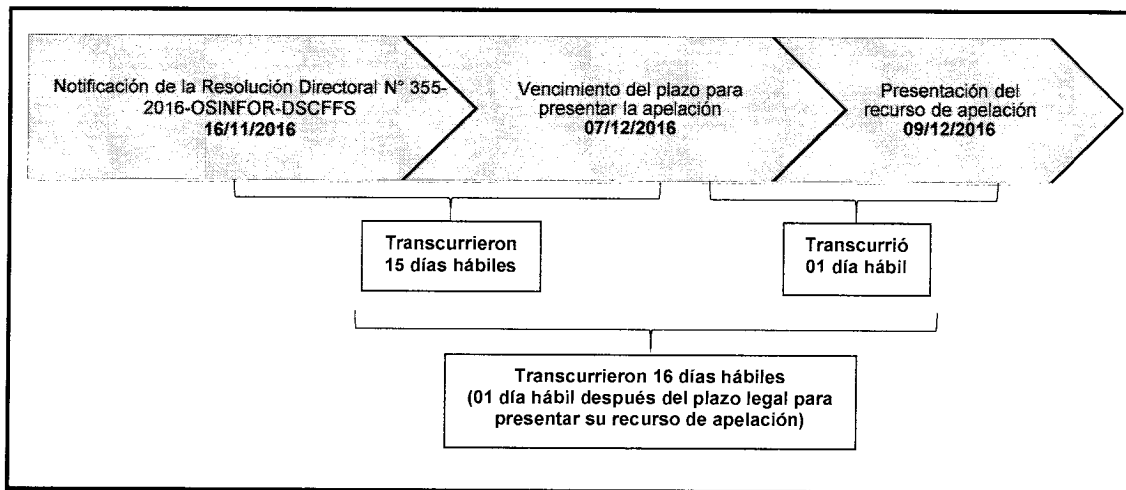 Notificación de la Resolución Directoral N° 355-
2016-OSINFOR-DSCFFS
16/11/2016
Vencimiento del plazo para
presentar la apelación
07/12/2016
Presentación del
recurso de apelación
09/12/2016
Transcurrieron
15 días hábiles
Transcurrió
01 día hábil
Transcurrieron 16 días hábiles
(01 día hábil después del plazo legal para
presentar su recurso de apelación)